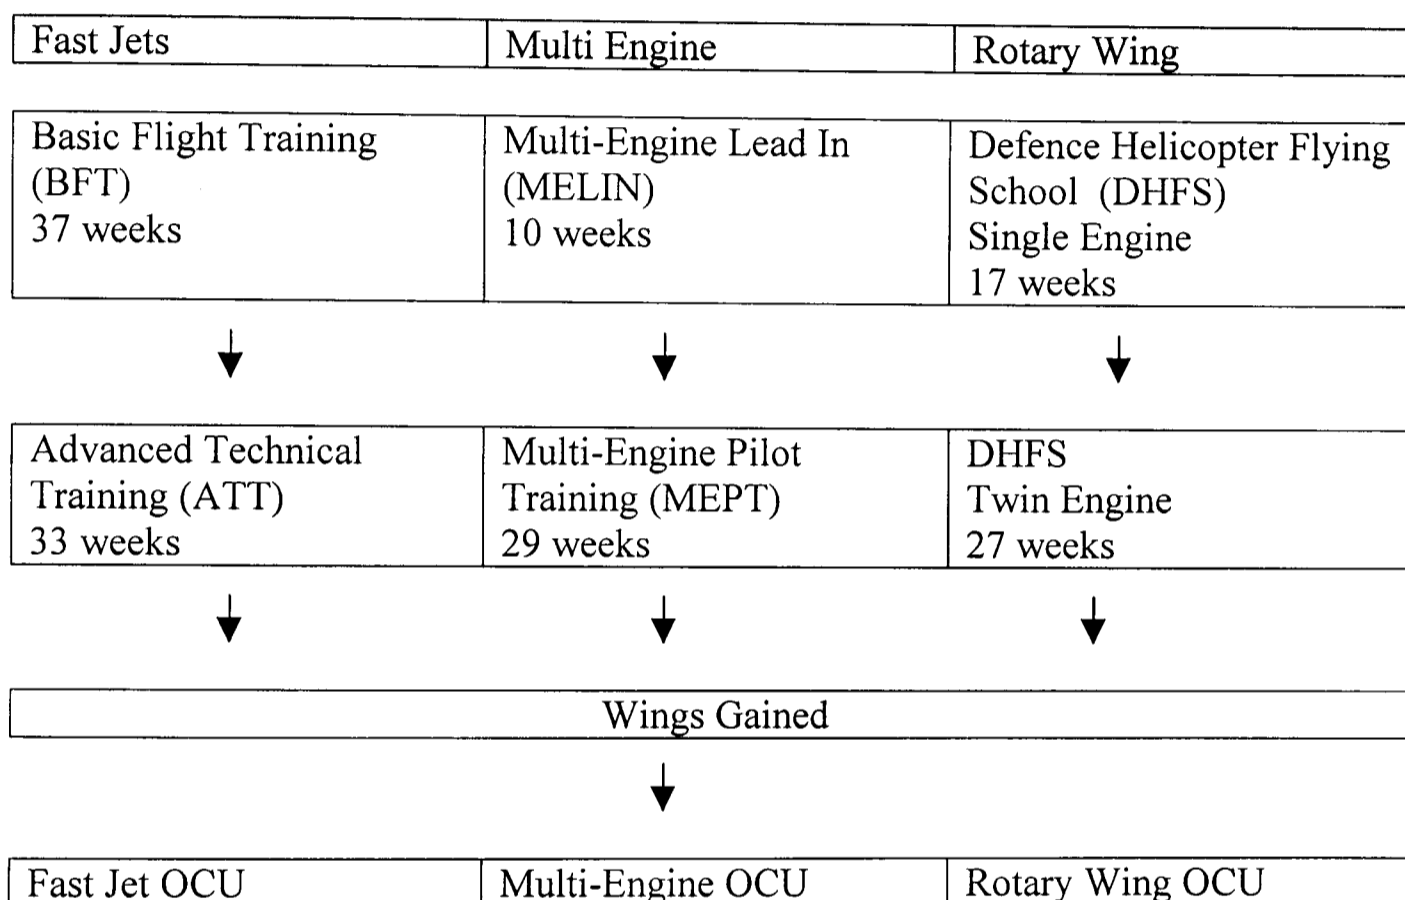 Fast Jets
Multi Engine
Rotary Wing
Basic Flight Training
(BFT)
37 weeks
Multi-Engine Lead In
(MELIN)
10 weeks
Defence Helicopter Flying
School (DHFS)
Single Engine
17 weeks
Advanced Technical
Training (ATT)
33 weeks
Multi-Engine Pilot
Training (MEPT)
29 weeks
DHFS
Twin Engine
27 weeks
Wings Gained
Fast Jet OCU
Multi-Engine OCU
Rotary Wing OCU